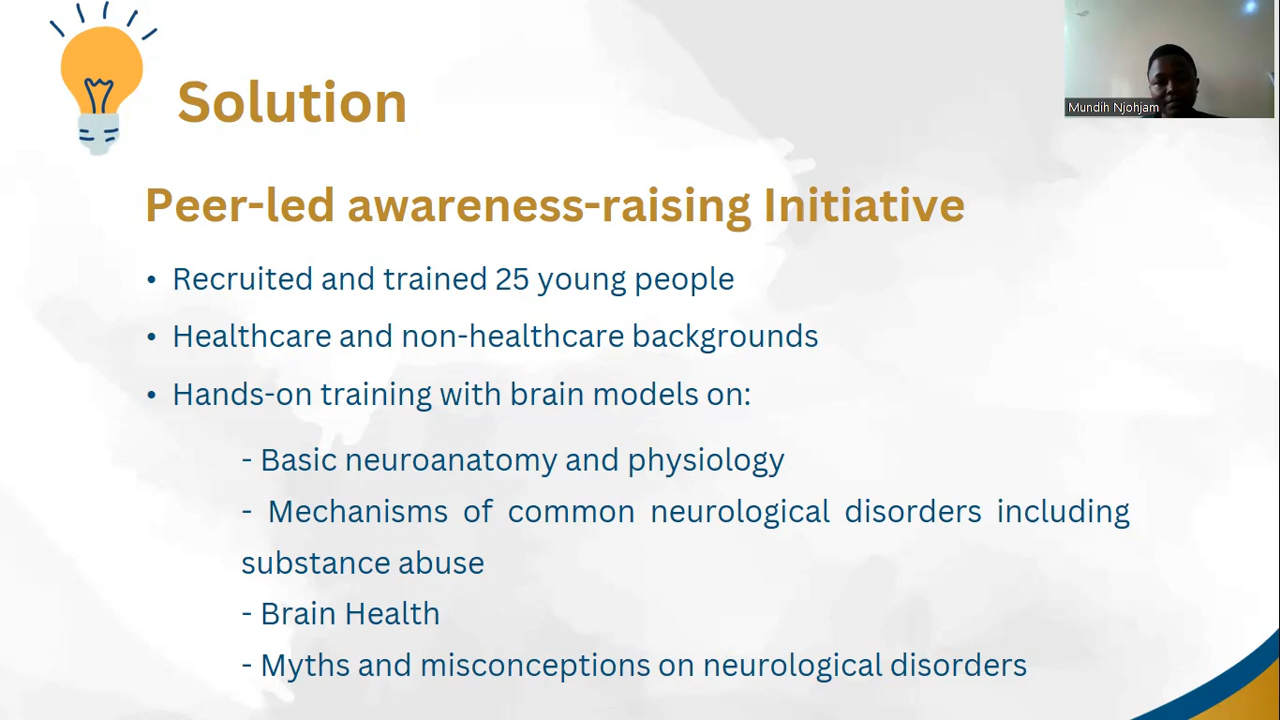 Solution
Mundih Njohjam
Peer-led awareness-raising Initiative
• Recruited and trained 25 young people
• Healthcare and non-healthcare backgrounds
• Hands-on training with brain models on:
- Basic neuroanatomy and physiology
- Mechanisms of common neurological disorders including
substance abuse
- Brain Health
- Myths and misconceptions on neurological disorders